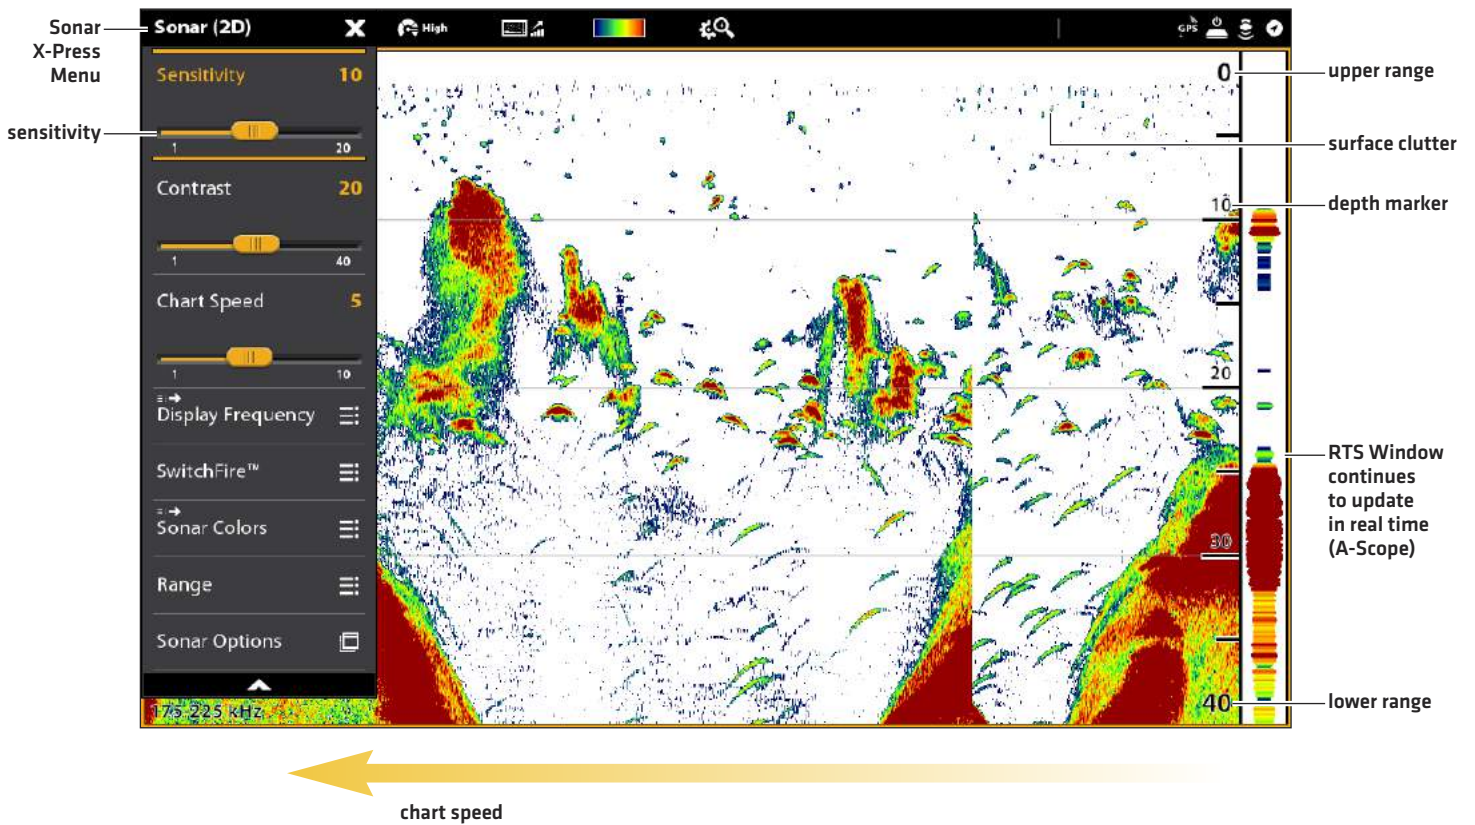 Sonar
X-Press
Menu
Sonar (2D)
High
GPS
Sensitivity 10
sensitivity
1 20
Contrast 20
1 40
Chart Speed 5
1 10
Display Frequency
SwitchFire™
Sonar Colors
Range
Sonar Options
175-225 kHz
0
10
20
30
40
upper range
surface clutter
depth marker
RTS Window
continues
to update
in real time
(A-Scope)
lower range
chart speed